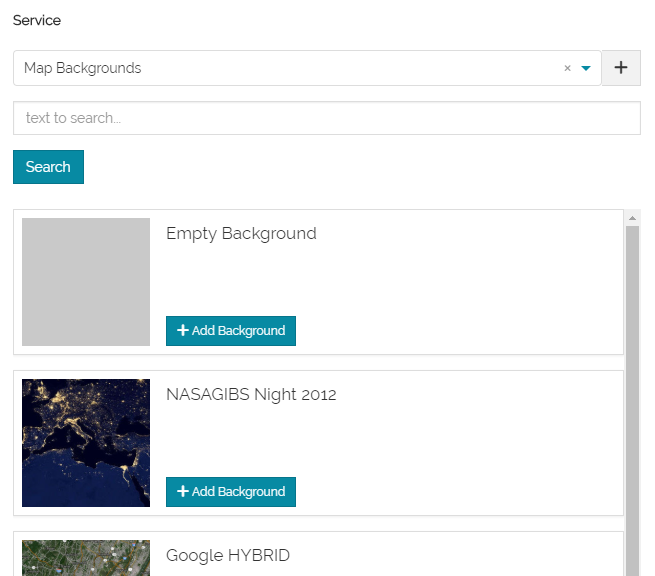 Service
Map Backgrounds
text to search...
Search
Empty Background
Add Background
NASAGIBS Night 2012
Add Background
Google HYBRID